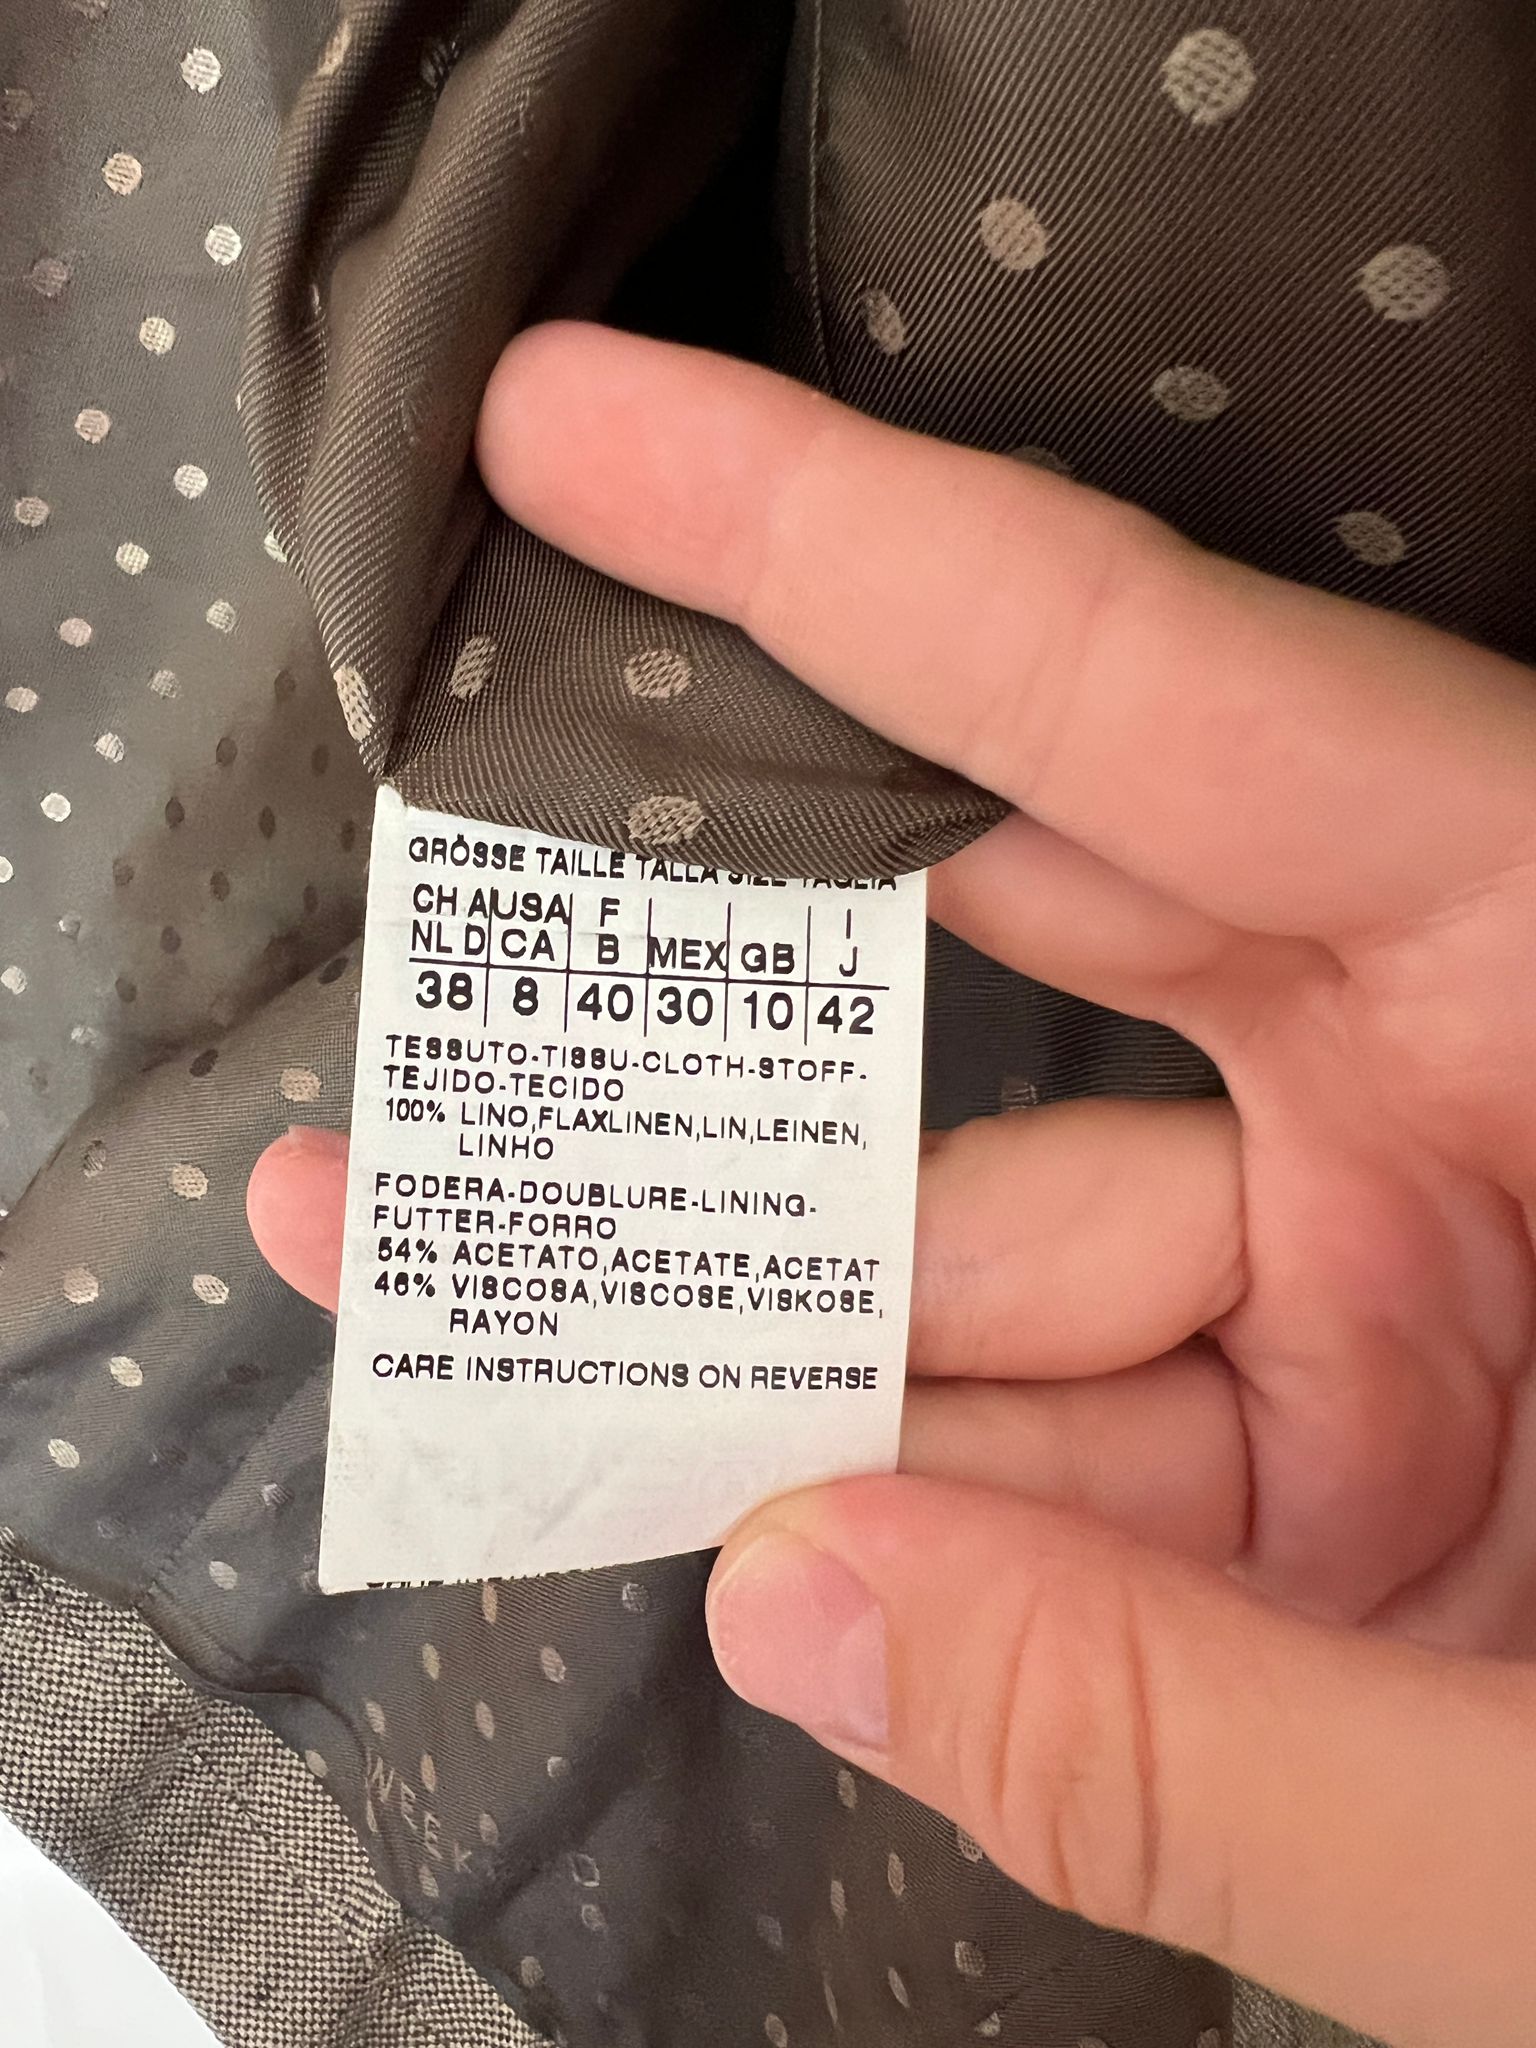 GRÖSSE TAILLE TALLA SIZE TAGLIA
CH A USA F I
NL D CA B MEX GB J
38 8 40 30 10 42
TESSUTO-TISSU-CLOTH-STOFF-
TEJIDO-TECIDO
100% LINO,FLAXLINEN,LIN,LEINEN,
LINHO
FODERA-DOUBLURE-LINING-
FUTTER-FORRO
54% ACETATO,ACETATE,ACETAT
46% VISCOSA,VISCOSE,VISKOSE,
RAYON
CARE INSTRUCTIONS ON REVERSE
WEEK